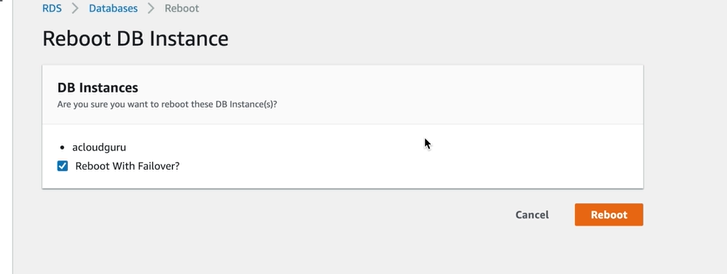 RDS > Databases > Reboot
Reboot DB Instance
DB Instances
Are you sure you want to reboot these DB Instance(s)?
• acloudguru
Reboot With Failover?
Cancel Reboot